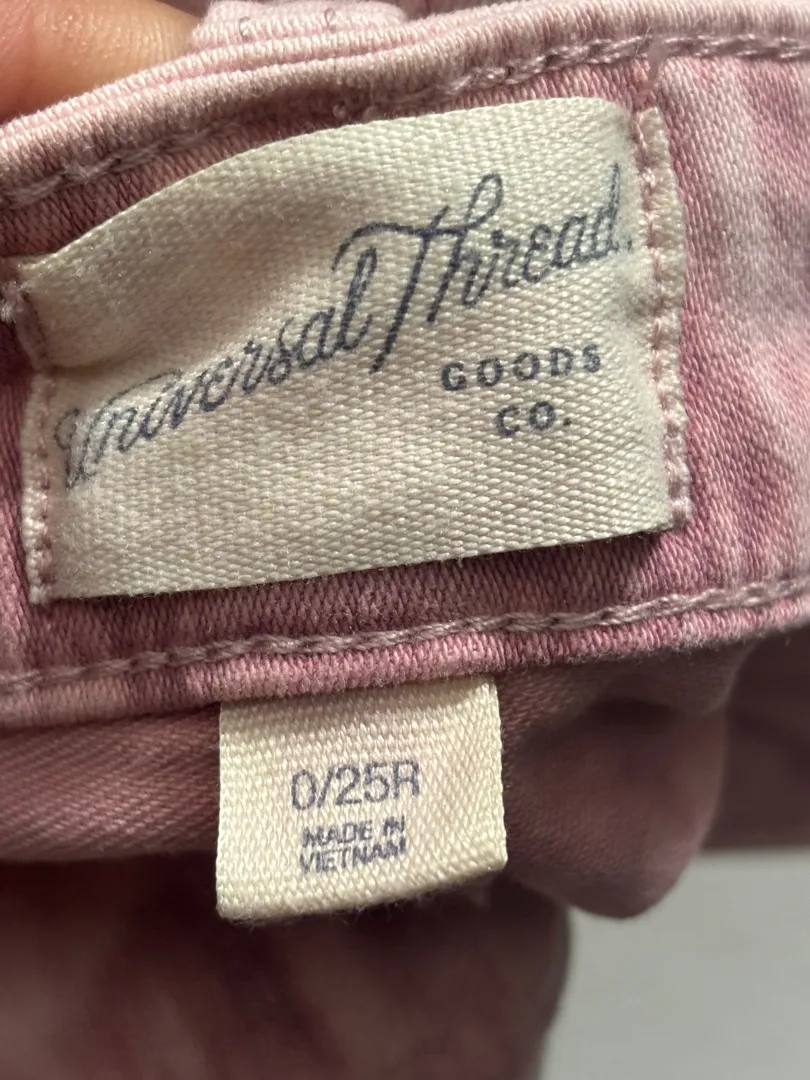 Universal Thread.
GOODS
CO.
0/25R
MADE IN
VIETNAM